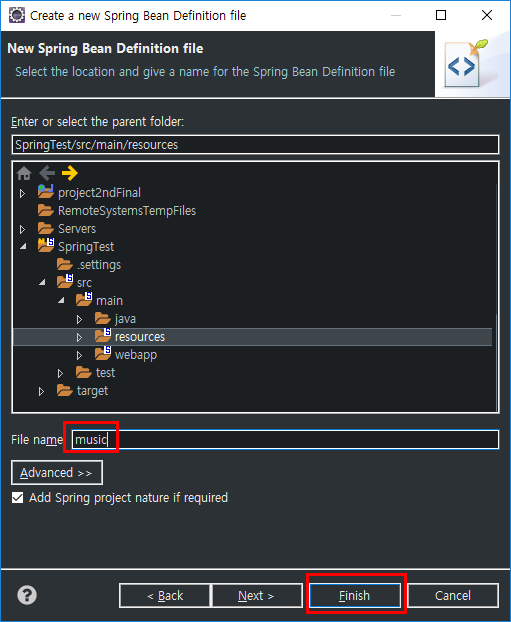 Create a new Spring Bean Definition file
New Spring Bean Definition file
Select the location and give a name for the Spring Bean Definition file
Enter or select the parent folder:
SpringTest/src/main/resources
project2ndFinal
RemoteSystemsTempFiles
Servers
SpringTest
.settings
src
main
java
resources
webapp
test
target
File name: music
Advanced >>
Add Spring project nature if required
< Back Next > Finish Cancel